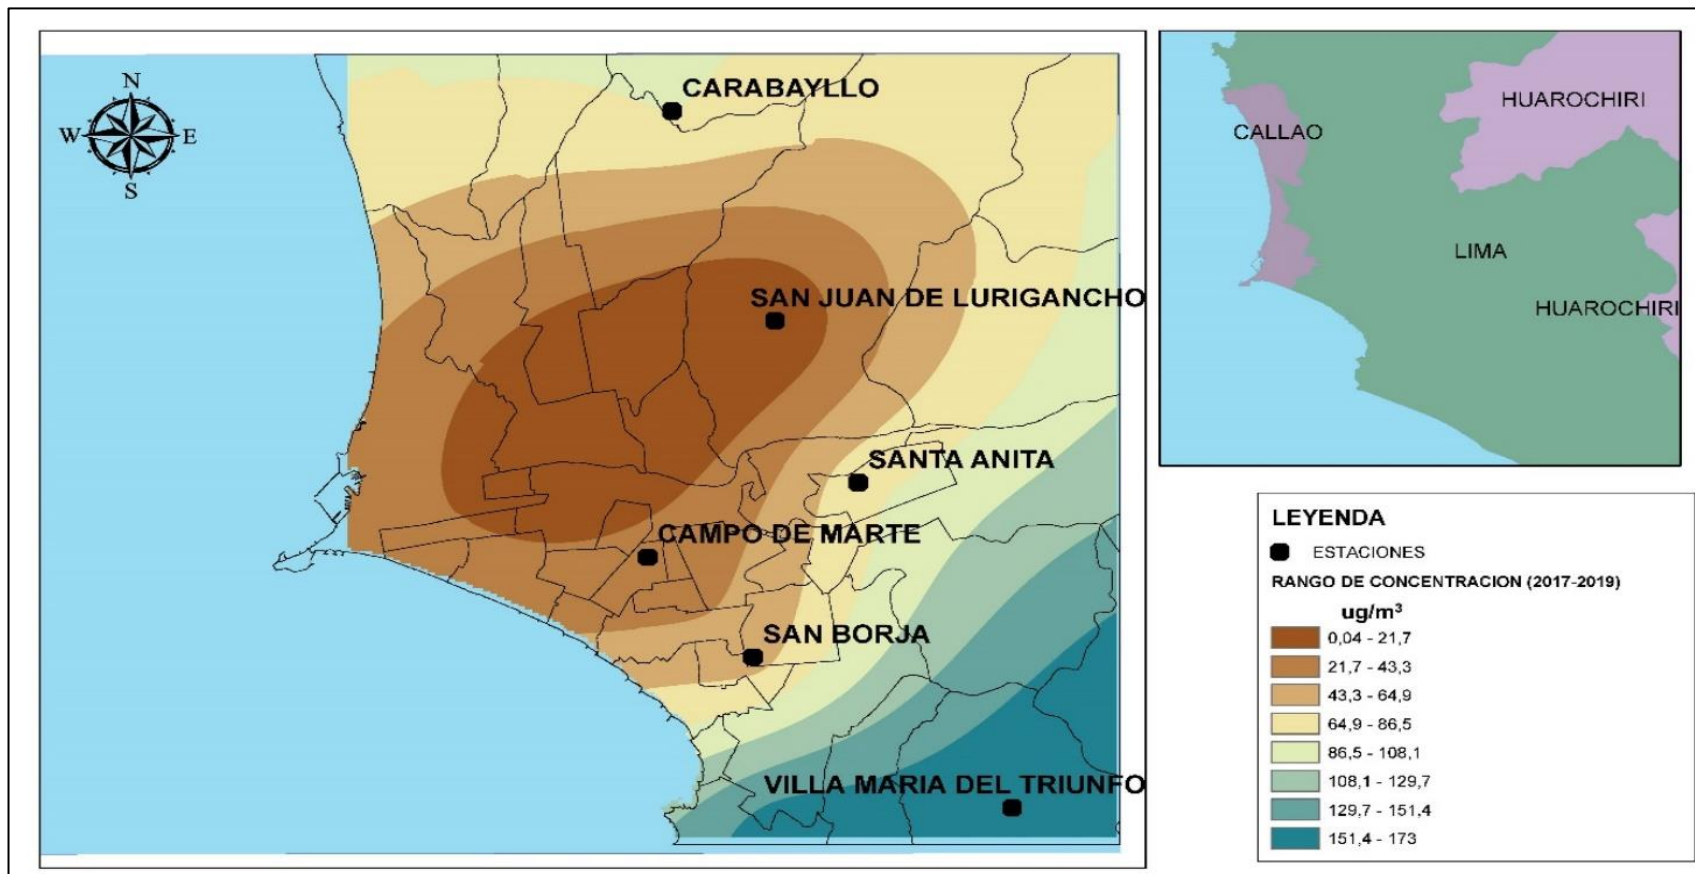 N
W
E
S
CARABAYLLO
SAN JUAN DE LURIGANCHO
SANTA ANITA
CAMPO DE MARTE
SAN BORJA
VILLA MARIA DEL TRIUNFO
HUAROCHIRI
CALLAO
LIMA
HUAROCHIRI
LEYENDA
ESTACIONES
RANGO DE CONCENTRACION (2017-2019)
ug/m³
0,04 - 21,7
21,7 - 43,3
43,3 - 64,9
64,9 - 86,5
86,5 - 108,1
108,1 - 129,7
129,7 - 151,4
151,4 - 173